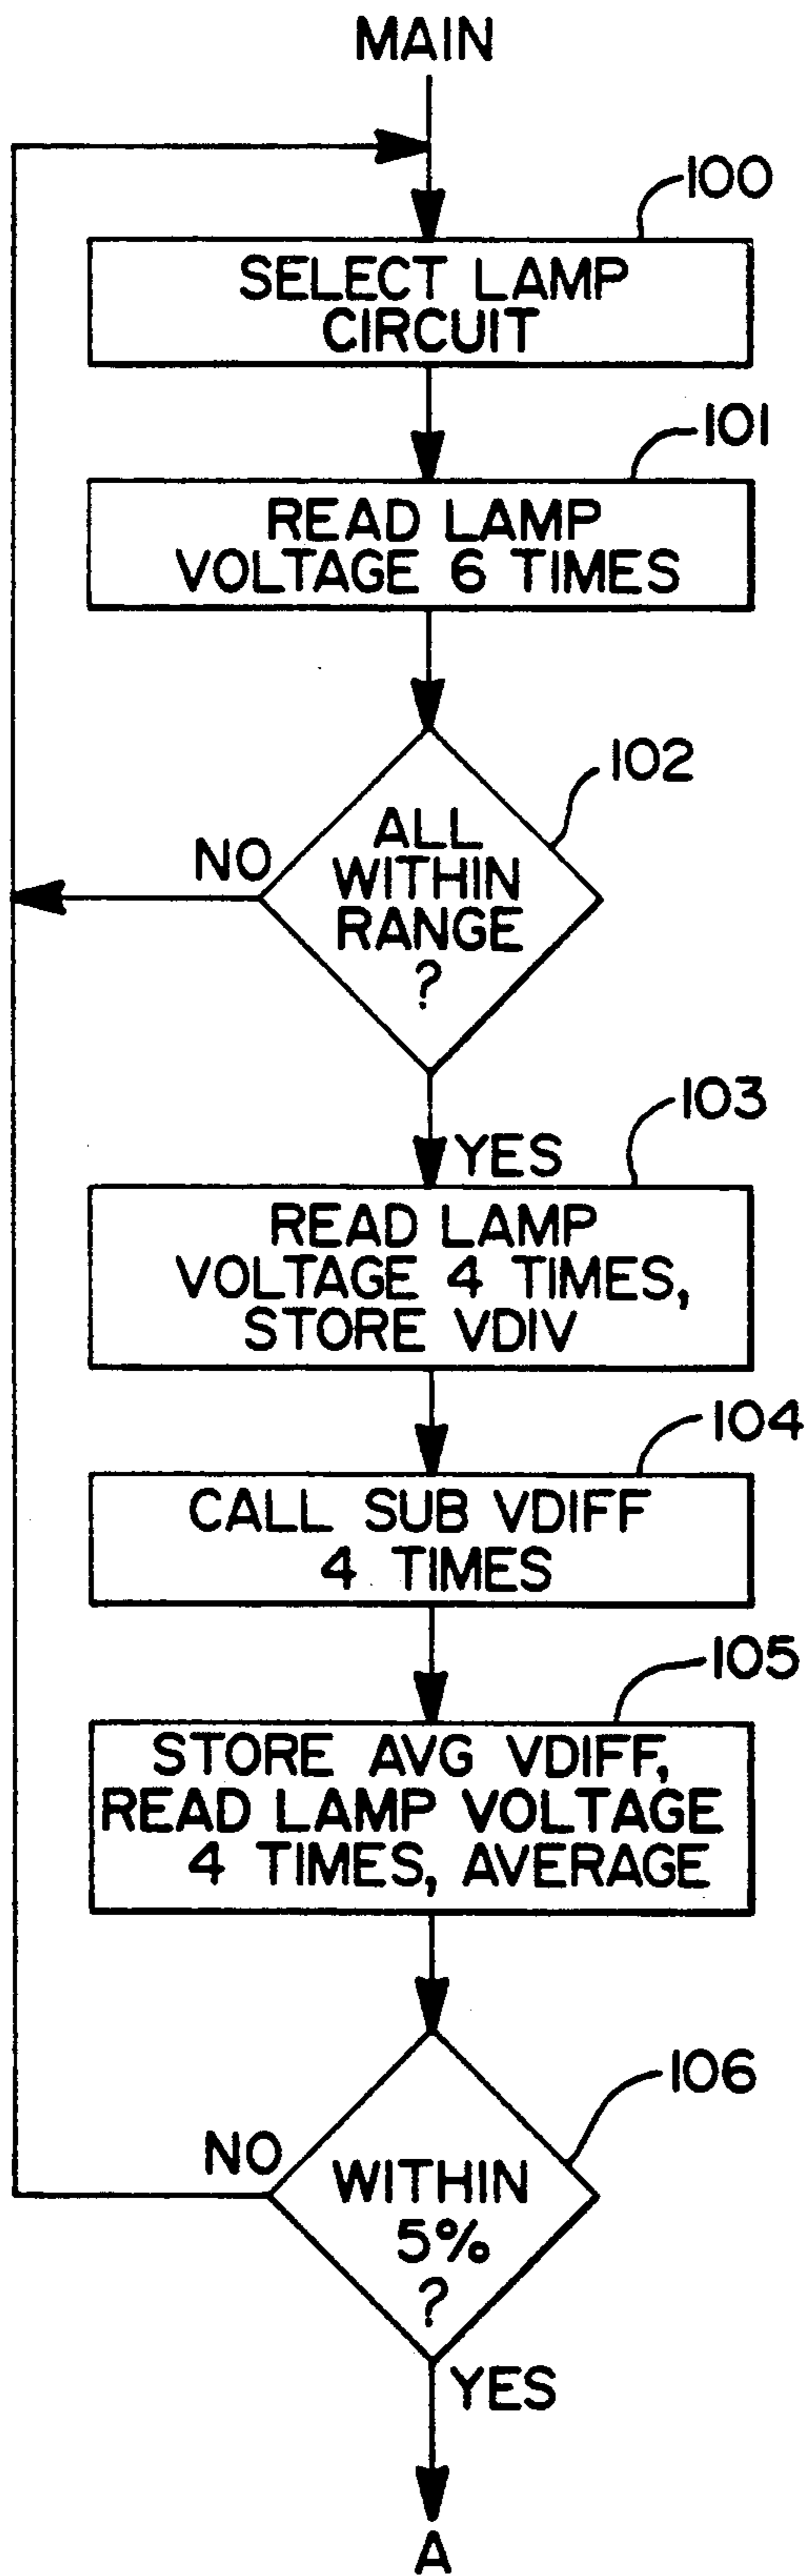 MAIN
100
SELECT LAMP
CIRCUIT
101
READ LAMP
VOLTAGE 6 TIMES
102
ALL
WITHIN
RANGE
?
NO
103
YES
READ LAMP
VOLTAGE 4 TIMES,
STORE VDIV
104
CALL SUB VDIFF
4 TIMES
105
STORE AVG VDIFF,
READ LAMP VOLTAGE
4 TIMES, AVERAGE
106
NO
WITHIN
5%
?
YES
A